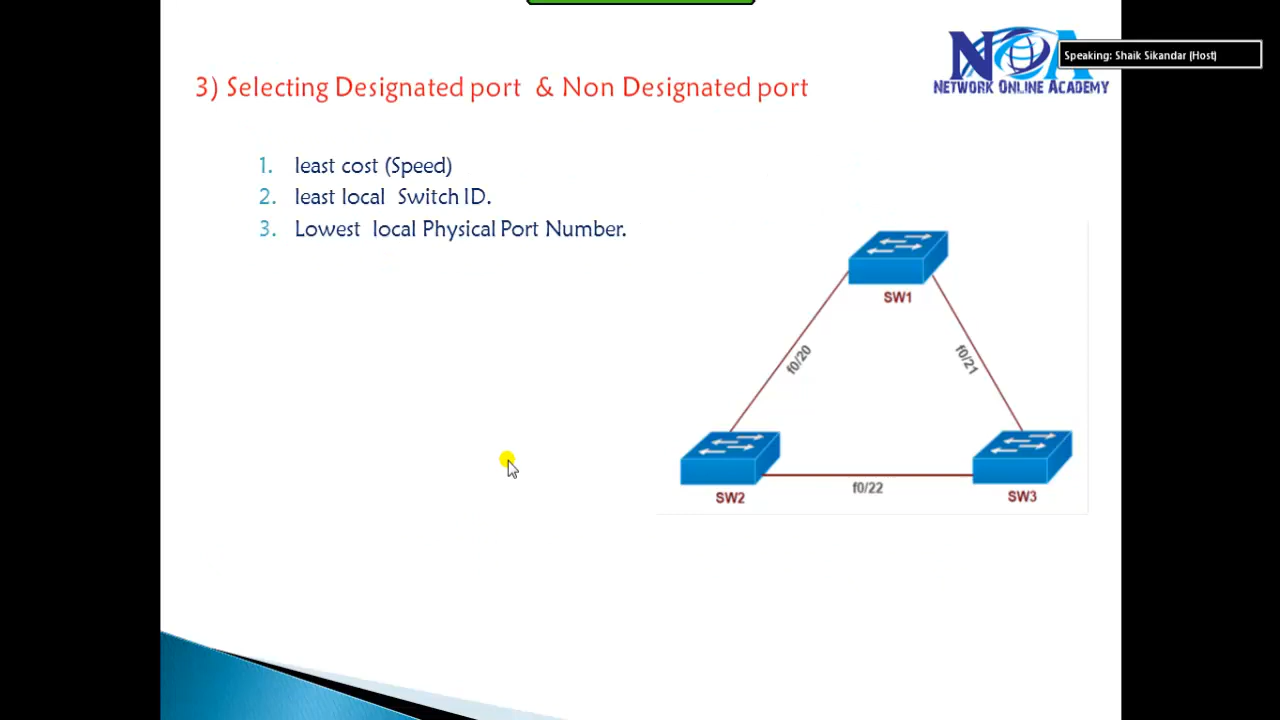 NOA
NETWORK ONLINE ACADEMY
Speaking: Shaik Sikandar (Host)
3) Selecting Designated port & Non Designated port
1. least cost (Speed)
2. least local Switch ID.
3. Lowest local Physical Port Number.
SW1
f0/20
f0/21
SW2
f0/22
SW3